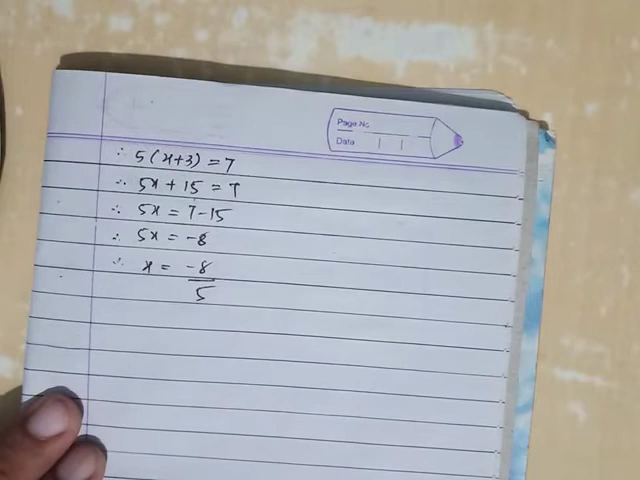 Page No.
Date
∴ 5(x+3) = 7
∴ 5x + 15 = 7
∴ 5x = 7-15
∴ 5x = -8
∴ x = -8/5